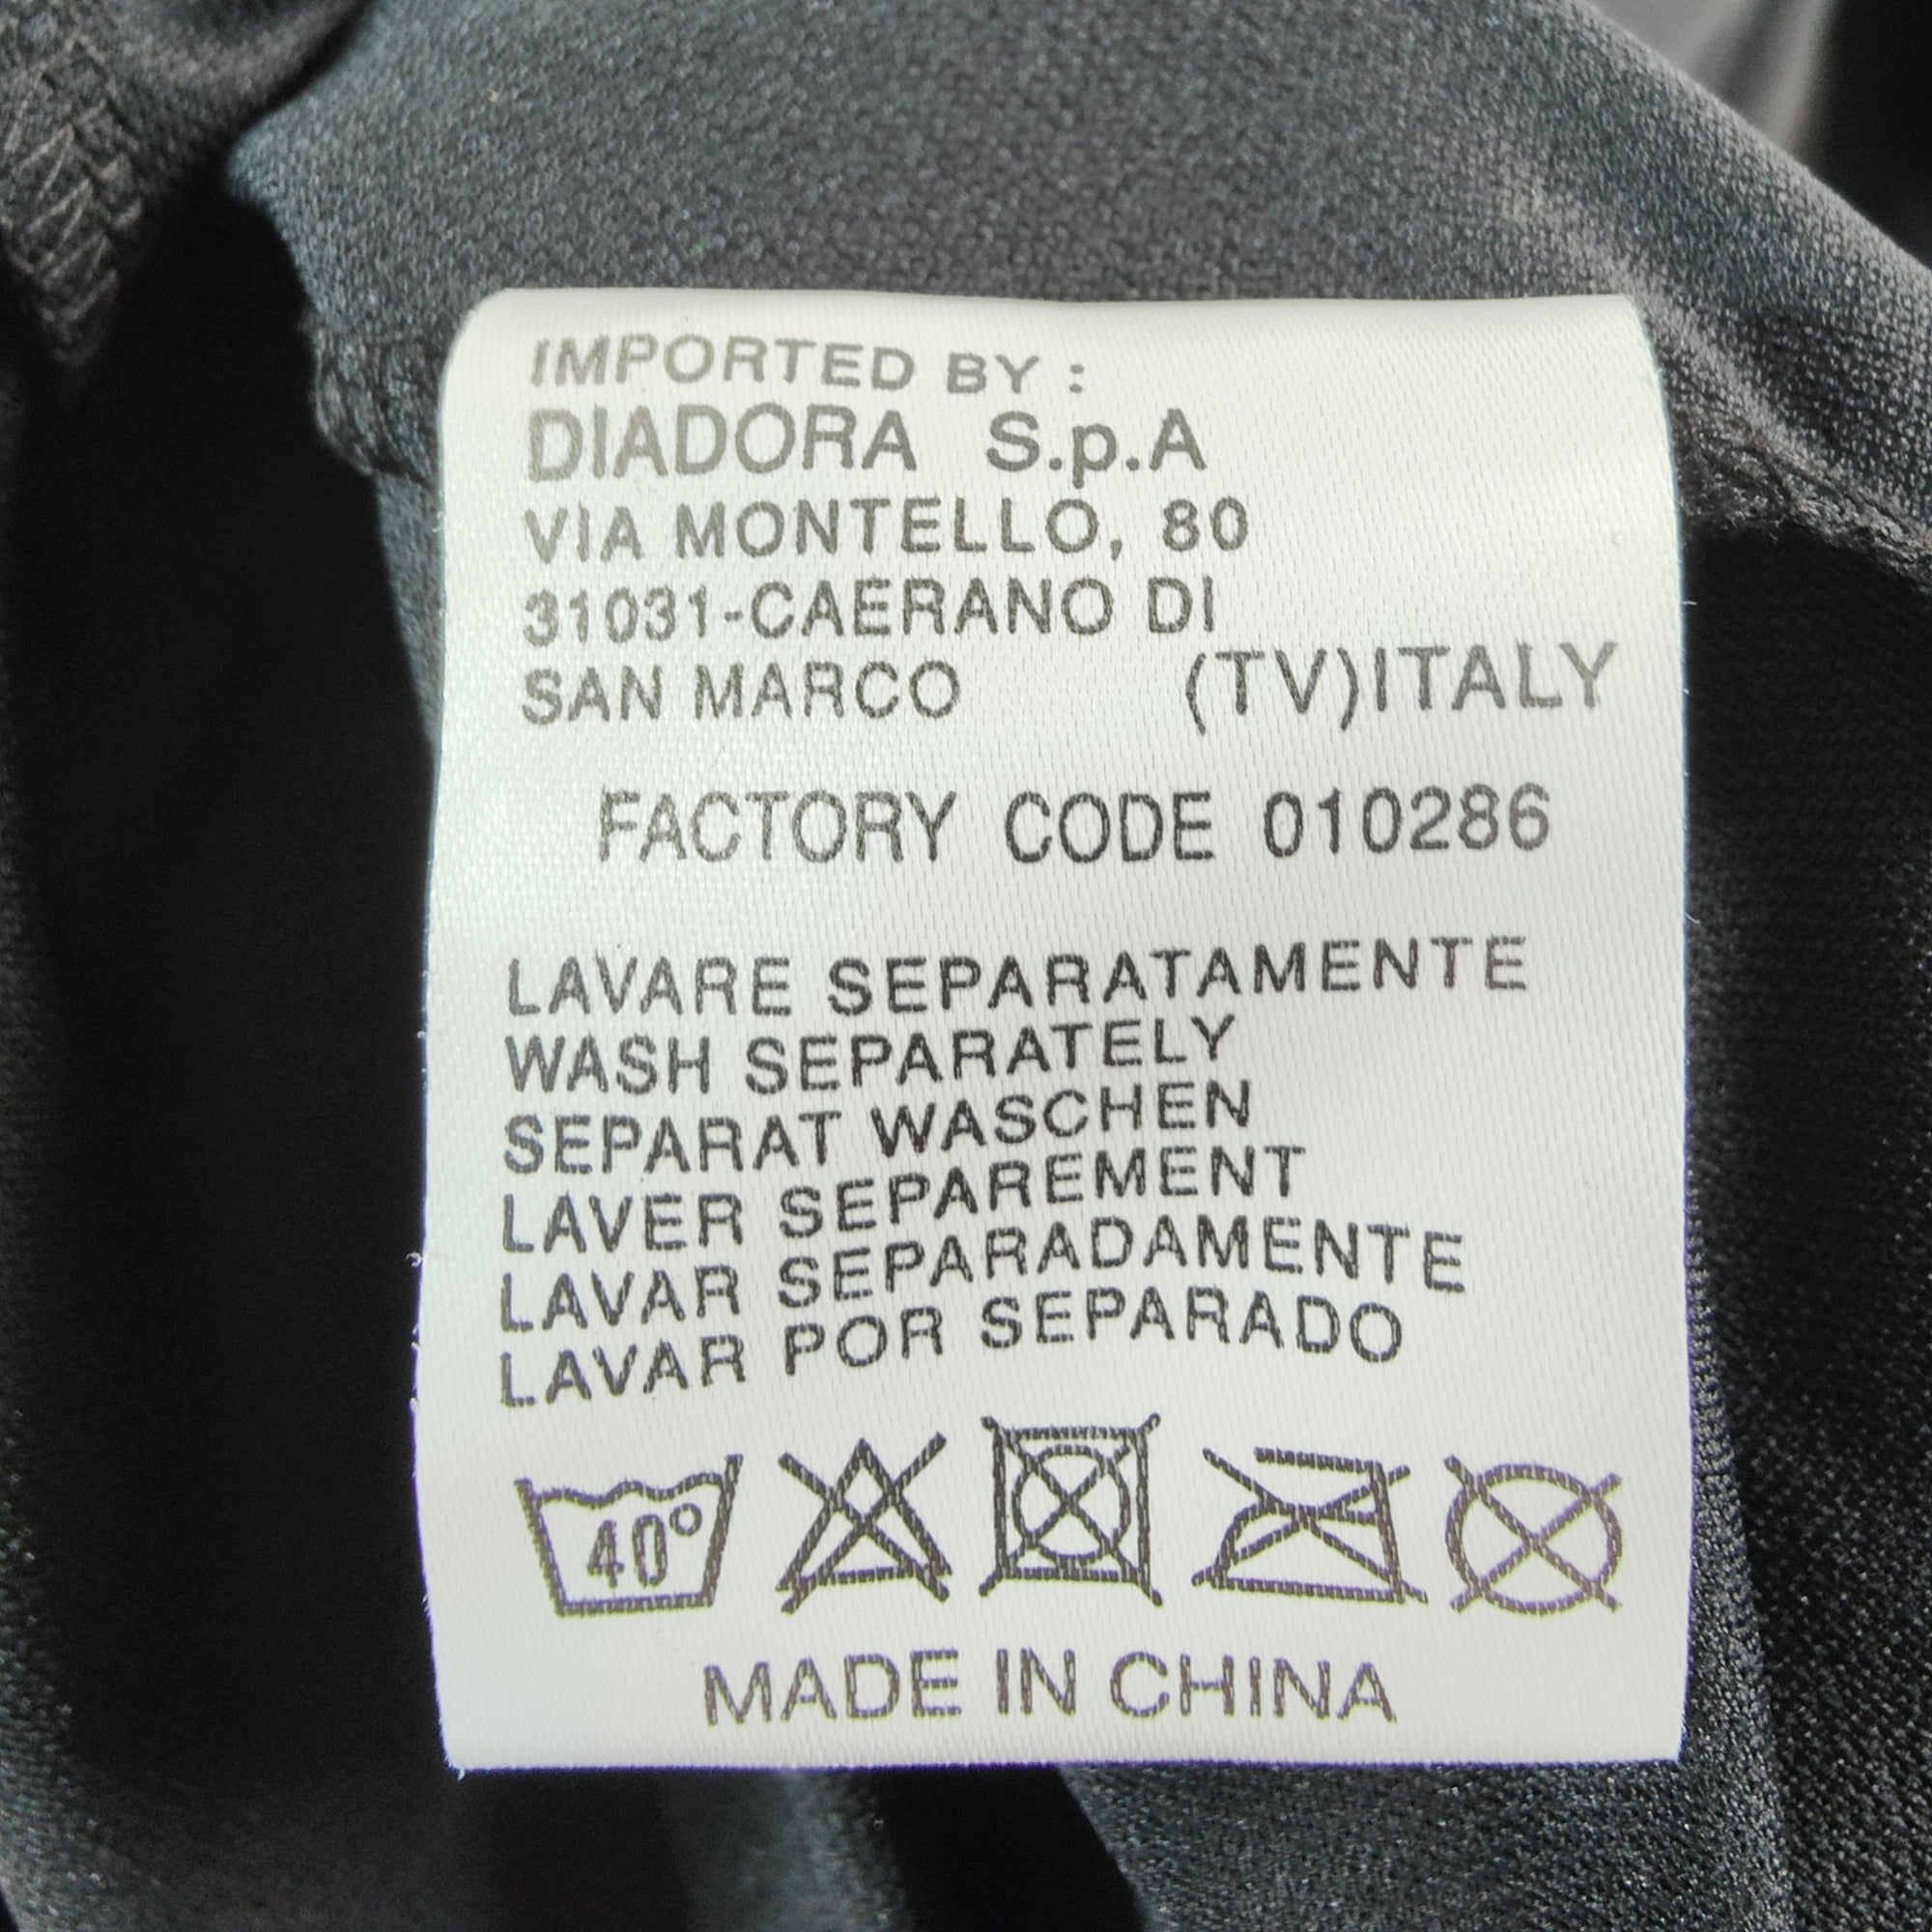 IMPORTED BY :
DIADORA S.p.A
VIA MONTELLO, 80
31031-CAERANO DI
SAN MARCO (TV)ITALY
FACTORY CODE 010286
LAVARE SEPARATAMENTE
WASH SEPARATELY
SEPARAT WASCHEN
LAVER SEPAREMENT
LAVAR SEPARADAMENTE
LAVAR POR SEPARADO
40°
MADE IN CHINA